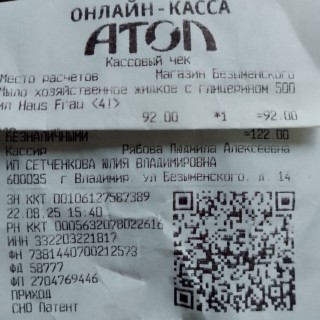 ОНЛАЙН-КАССА
ATOL
Кассовый чек
Место расчетов Магазин Безыменского
Мыло хозяйственное жидкое с глицерином 500
мл Haus Frau <4!>
92.00 *1 =92.00
БЕЗНАЛИЧНЫМИ =122.00
Кассир Рябова Людмила Алексеевна
ИП СЕТЧЕНКОВА ЮЛИЯ ВЛАДИМИРОВНА
600035 г Владимир, ул Безыменского, д. 14
ЗН ККТ 00106127567389
22.08.25 15:40
РН ККТ 0005632078022616
ИНН 332203221817
ФН 7381440700212573
ФД 58777
ФП 2704769446
ПРИХОД
СНО Патент